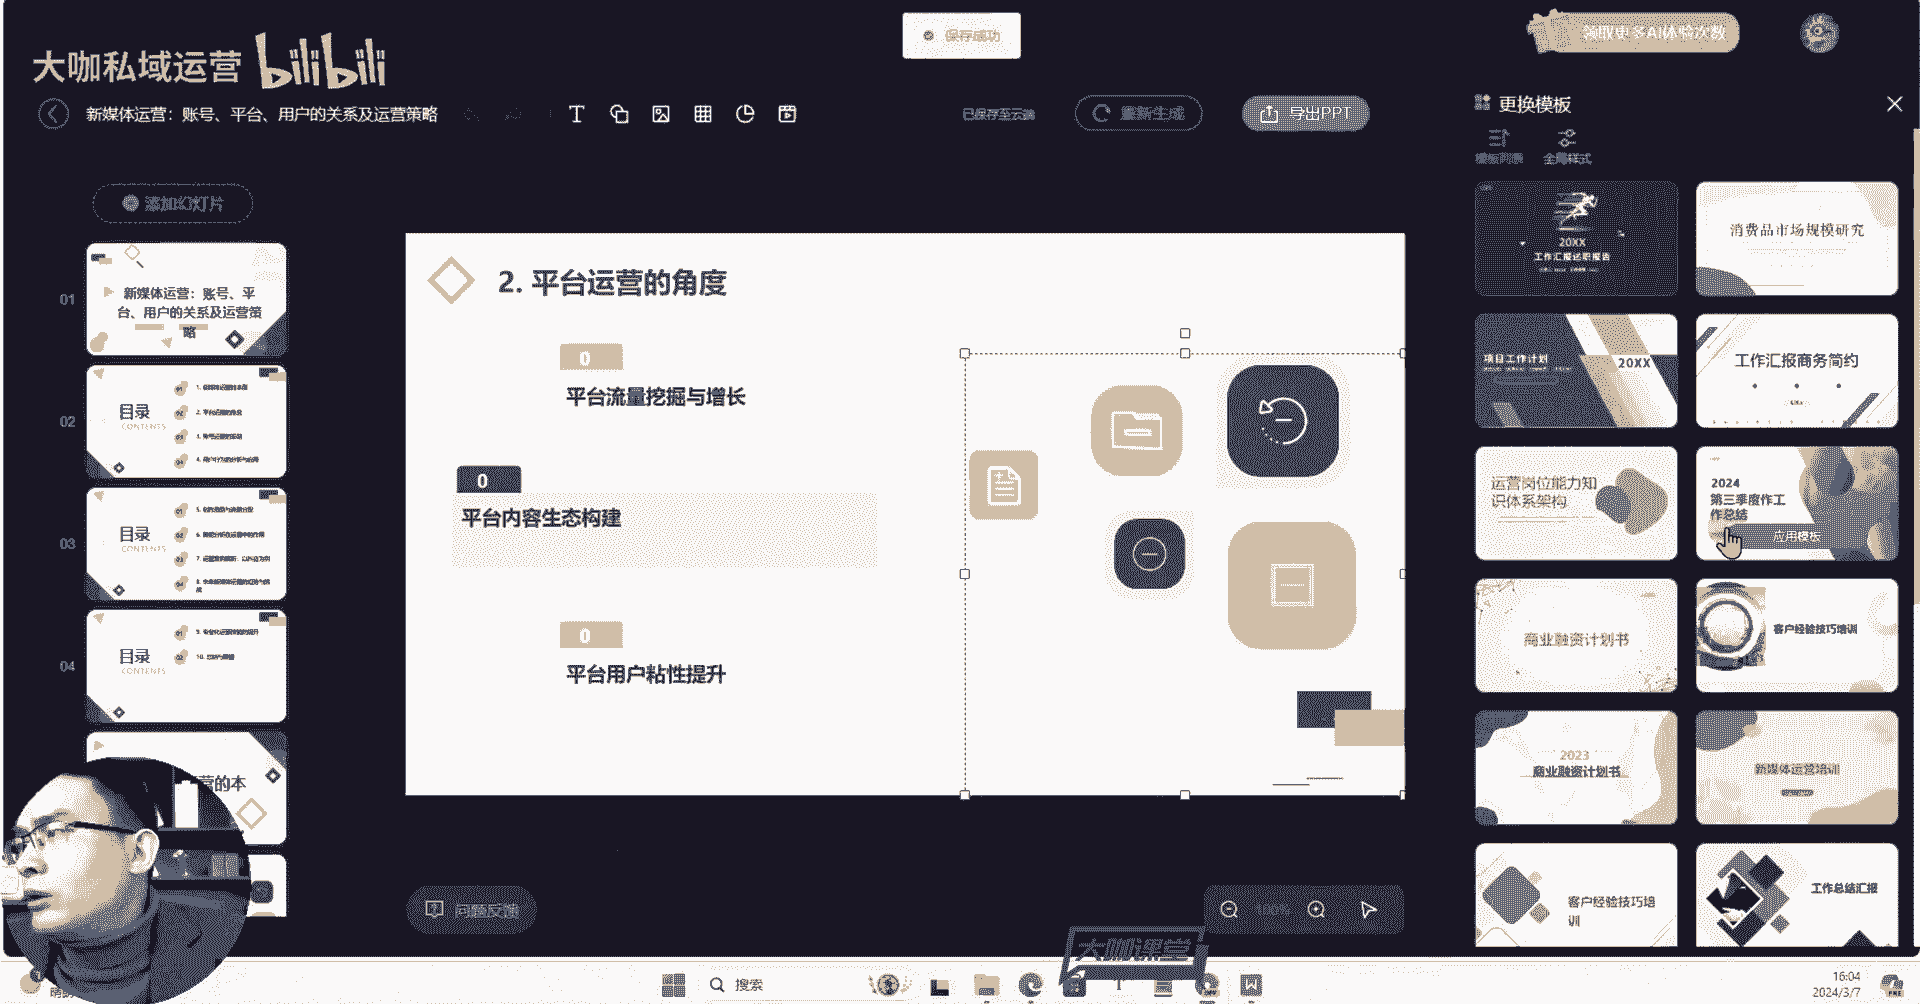 大咖私域运营 bilibili
保存成功
领取更多AI体验次数
新媒体运营：账号、平台、用户的关系及运营策略
T
已保存至云端
重新生成
导出PPT
更换模板
模板列表
全局样式
添加幻灯片
01
新媒体运营：账号、平
台、用户的关系及运营策
略
02
目录
CONTENTS
03
目录
CONTENTS
04
目录
CONTENTS
营的本
2. 平台运营的角度
0
平台流量挖掘与增长
0
平台内容生态构建
0
平台用户粘性提升
20XX
工作汇报述职报告
消费品市场规模研究
项目工作计划
20XX
工作汇报商务简约
运营岗位能力知
识体系架构
2024
第三季度作工
作总结
应用模板
商业融资计划书
客户经验技巧培训
2023
商业融资计划书
新媒体运营培训
客户经验技巧培
训
工作总结汇报
问题反馈
100%
大咖课堂
搜索
16:04
2024/3/7